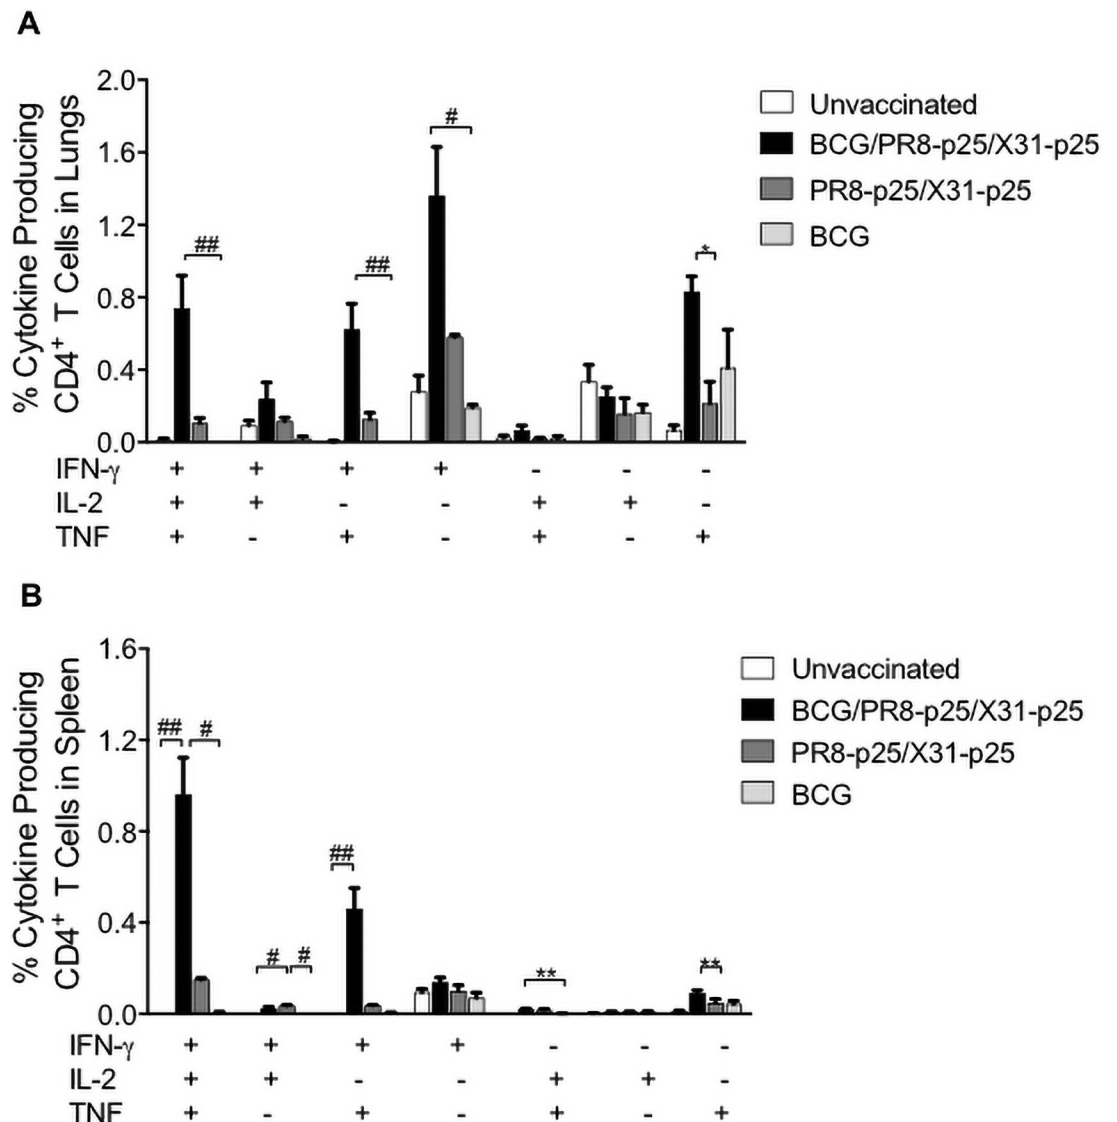 A
% Cytokine Producing
CD4⁺ T Cells in Lungs
2.0
1.6
1.2
0.8
0.4
0.0
## ## # *
Unvaccinated
BCG/PR8-p25/X31-p25
PR8-p25/X31-p25
BCG
IFN-γ + + + + - - -
IL-2 + + - - + + -
TNF + - + - + - +
B
% Cytokine Producing
CD4⁺ T Cells in Spleen
1.6
1.2
0.8
0.4
0.0
## # # # ## ** **
Unvaccinated
BCG/PR8-p25/X31-p25
PR8-p25/X31-p25
BCG
IFN-γ + + + + - - -
IL-2 + + - - + + -
TNF + - + - + - +